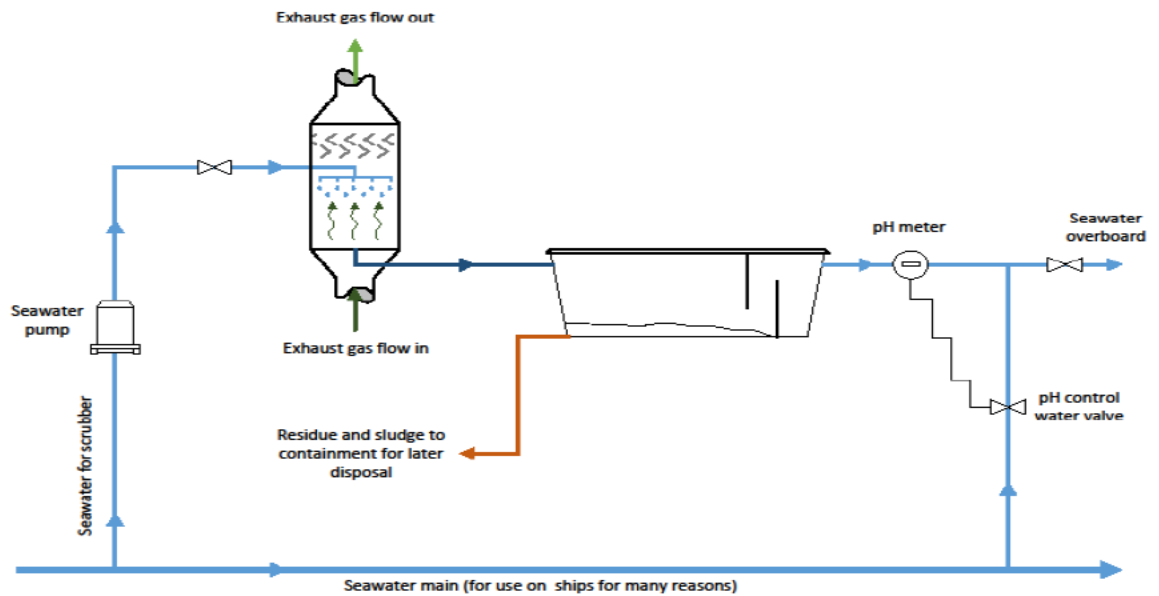 Exhaust gas flow out
pH meter
Seawater
overboard
Seawater
pump
Exhaust gas flow in
pH control
water valve
Residue and sludge to
containment for later
disposal
Seawater for scrubber
Seawater main (for use on ships for many reasons)